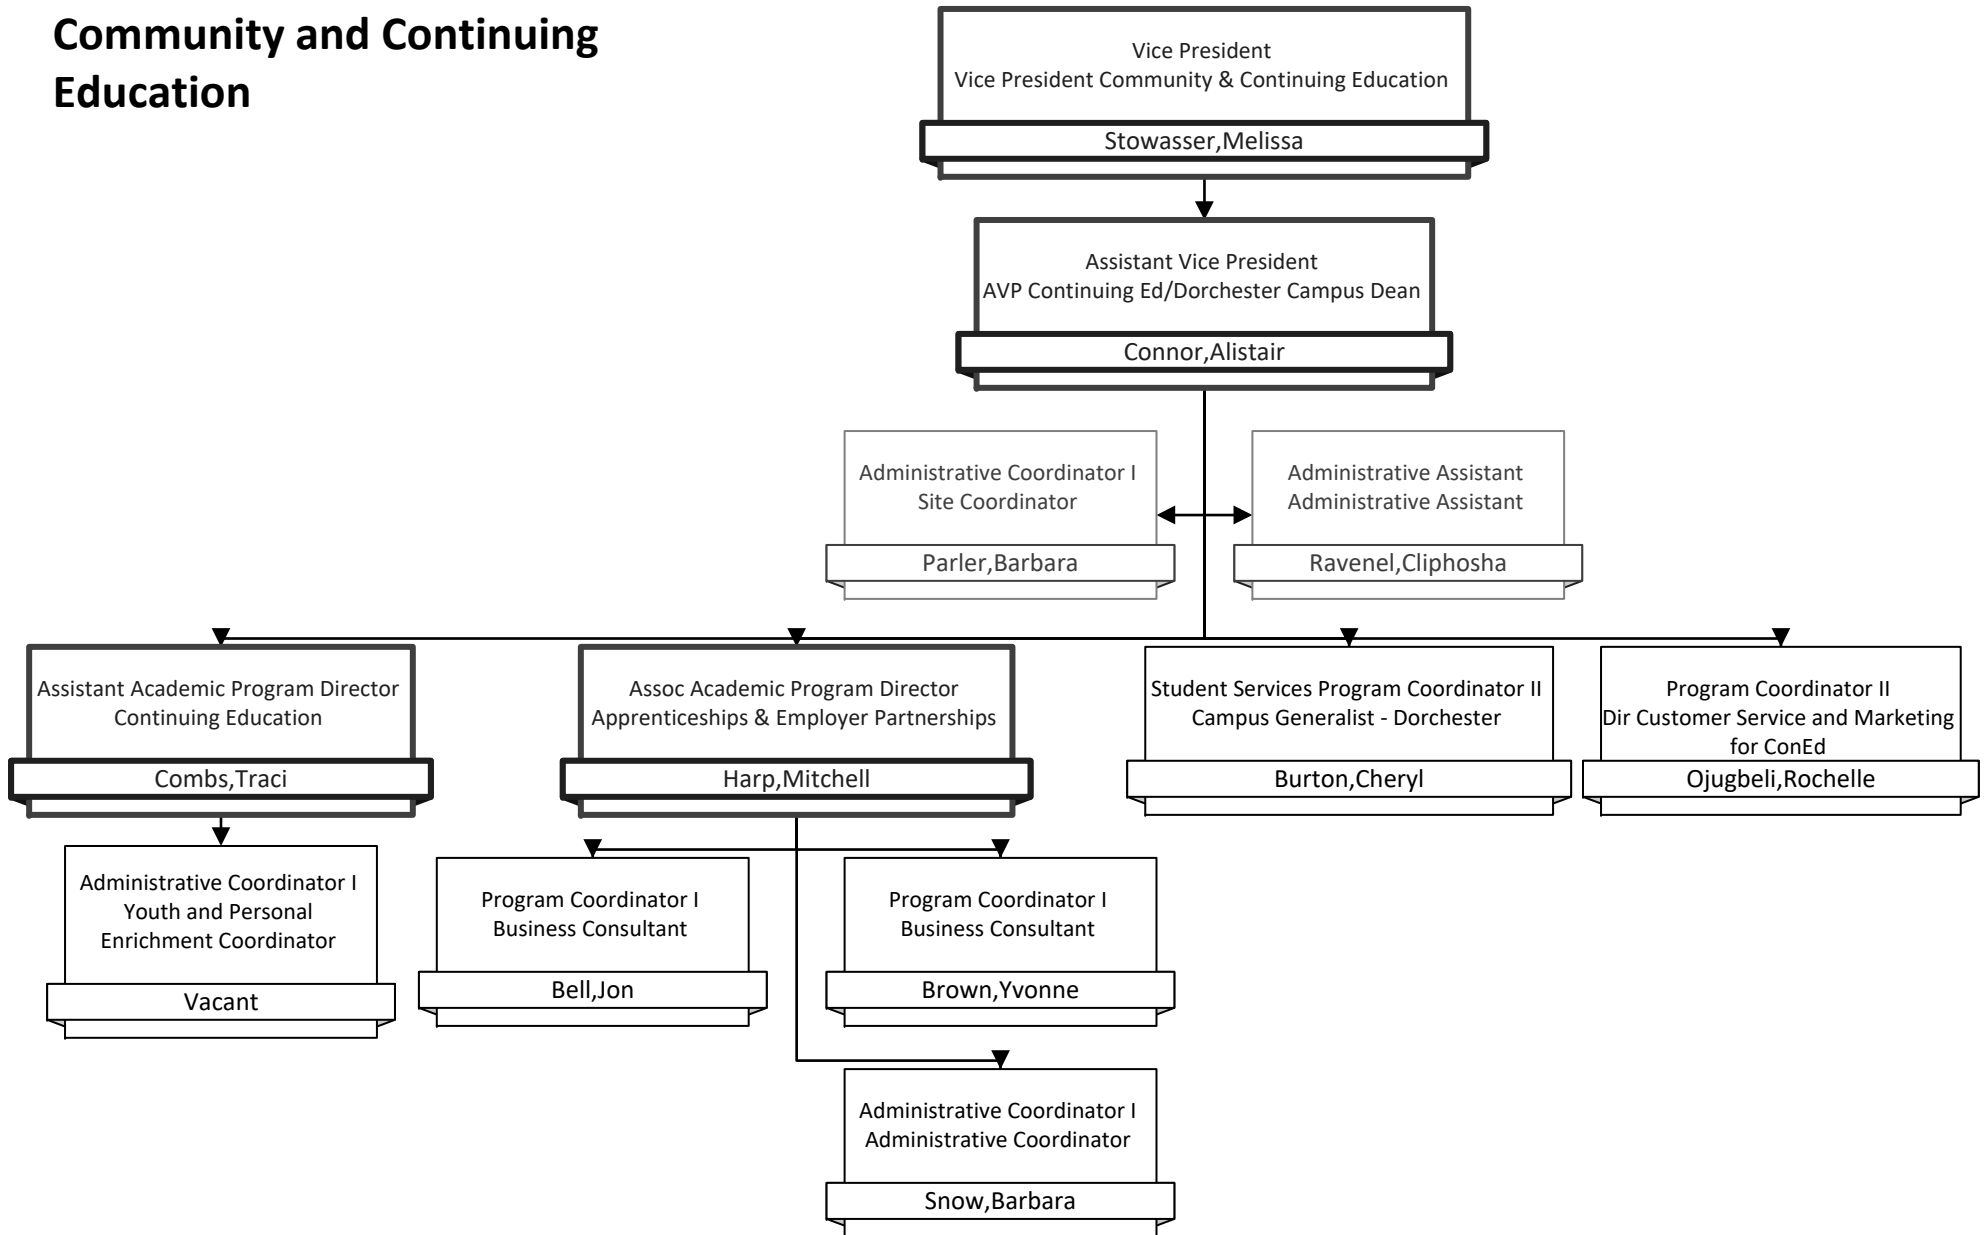 Community and Continuing
Education
Vice President
Vice President Community & Continuing Education
Stowasser,Melissa
Assistant Vice President
AVP Continuing Ed/Dorchester Campus Dean
Connor,Alistair
Administrative Coordinator I
Site Coordinator
Parler,Barbara
Administrative Assistant
Administrative Assistant
Ravenel,Cliphosha
Assistant Academic Program Director
Continuing Education
Combs,Traci
Assoc Academic Program Director
Apprenticeships & Employer Partnerships
Harp,Mitchell
Student Services Program Coordinator II
Campus Generalist - Dorchester
Burton,Cheryl
Program Coordinator II
Dir Customer Service and Marketing
for ConEd
Ojugbeli,Rochelle
Administrative Coordinator I
Youth and Personal
Enrichment Coordinator
Vacant
Program Coordinator I
Business Consultant
Bell,Jon
Program Coordinator I
Business Consultant
Brown,Yvonne
Administrative Coordinator I
Administrative Coordinator
Snow,Barbara